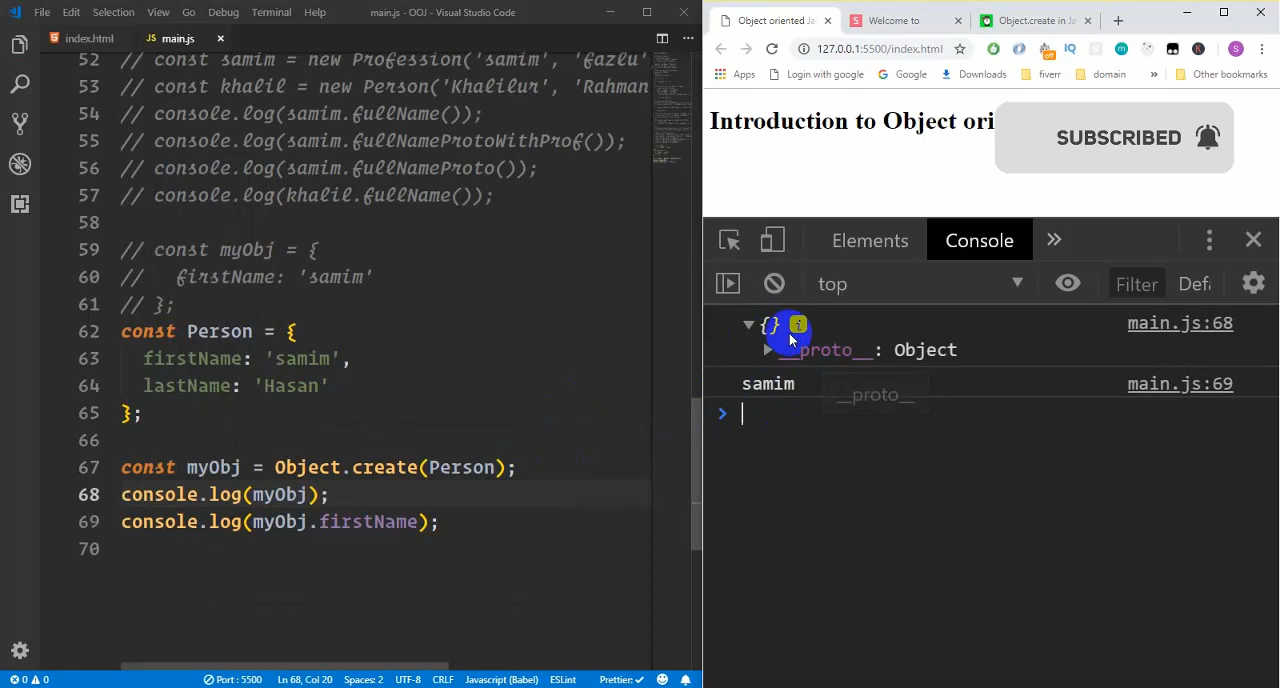 File Edit Selection View Go Debug Terminal Help main.js - OOJ - Visual Studio Code
index.html JS main.js ×
52 // const samim = new Profession('samim', 'fazlu'
53 // const khalil = new Person('Khalilur', 'Rahman
54 // console.log(samim.fullName());
55 // console.log(samim.fullNameProtoWithProf());
56 // console.log(samim.fullNameProto());
57 // console.log(khalil.fullName());
58
59 // const myObj = {
60 //   firstName: 'samim'
61 // };
62 const Person = {
63   firstName: 'samim',
64   lastName: 'Hasan'
65 };
66
67 const myObj = Object.create(Person);
68 console.log(myObj);
69 console.log(myObj.firstName);
70
0 0 Port : 5500 Ln 68, Col 20 Spaces: 2 UTF-8 CRLF Javascript (Babel) ESLint Prettier: ✓
Object oriented Ja × S Welcome to × Object.create in Ja × +
127.0.0.1:5500/index.html off IQ m K S
Apps Login with google Google Downloads fiverr domain » Other bookmarks
Introduction to Object ori
SUBSCRIBED
Elements Console »
top Filter Defa
{} i main.js:68
__proto__: Object
samim main.js:69
__proto__
>